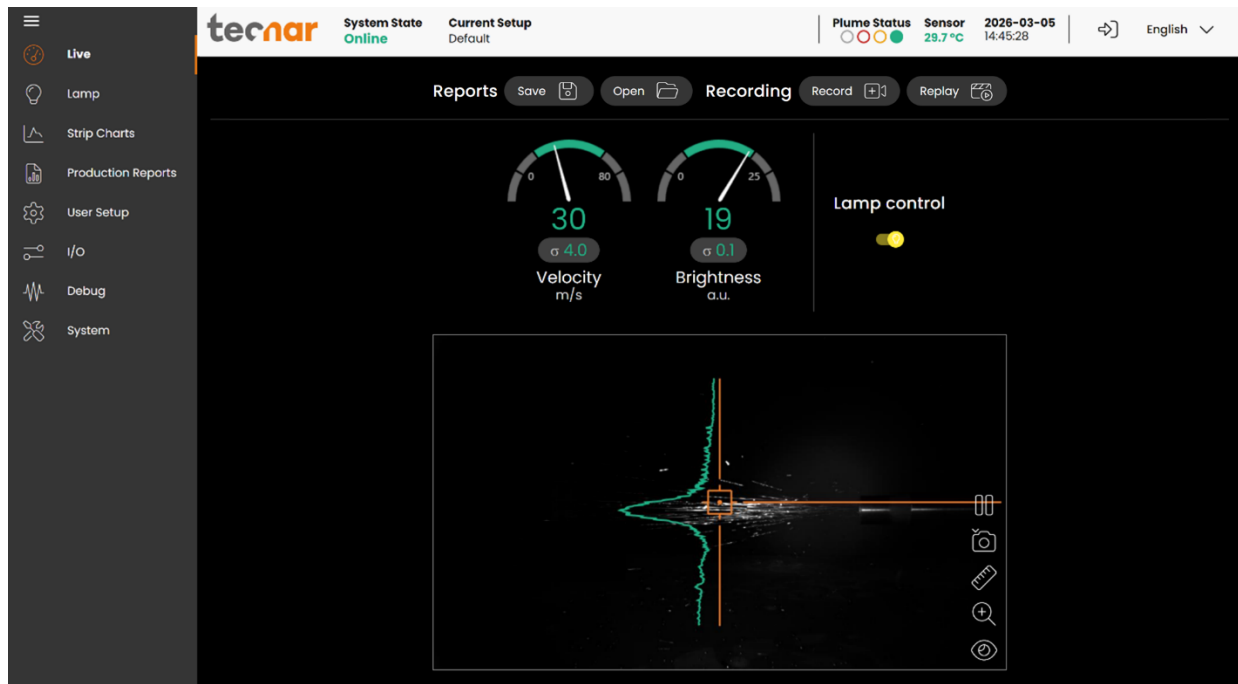 tecnar
System State
Online
Current Setup
Default
Plume Status
Sensor
29.7 °C
2026-03-05
14:45:28
English
Live
Lamp
Strip Charts
Production Reports
User Setup
I/O
Debug
System
Reports Save Open Recording Record Replay
0 80
30
σ 4.0
Velocity
m/s
0 25
19
σ 0.1
Brightness
a.u.
Lamp control